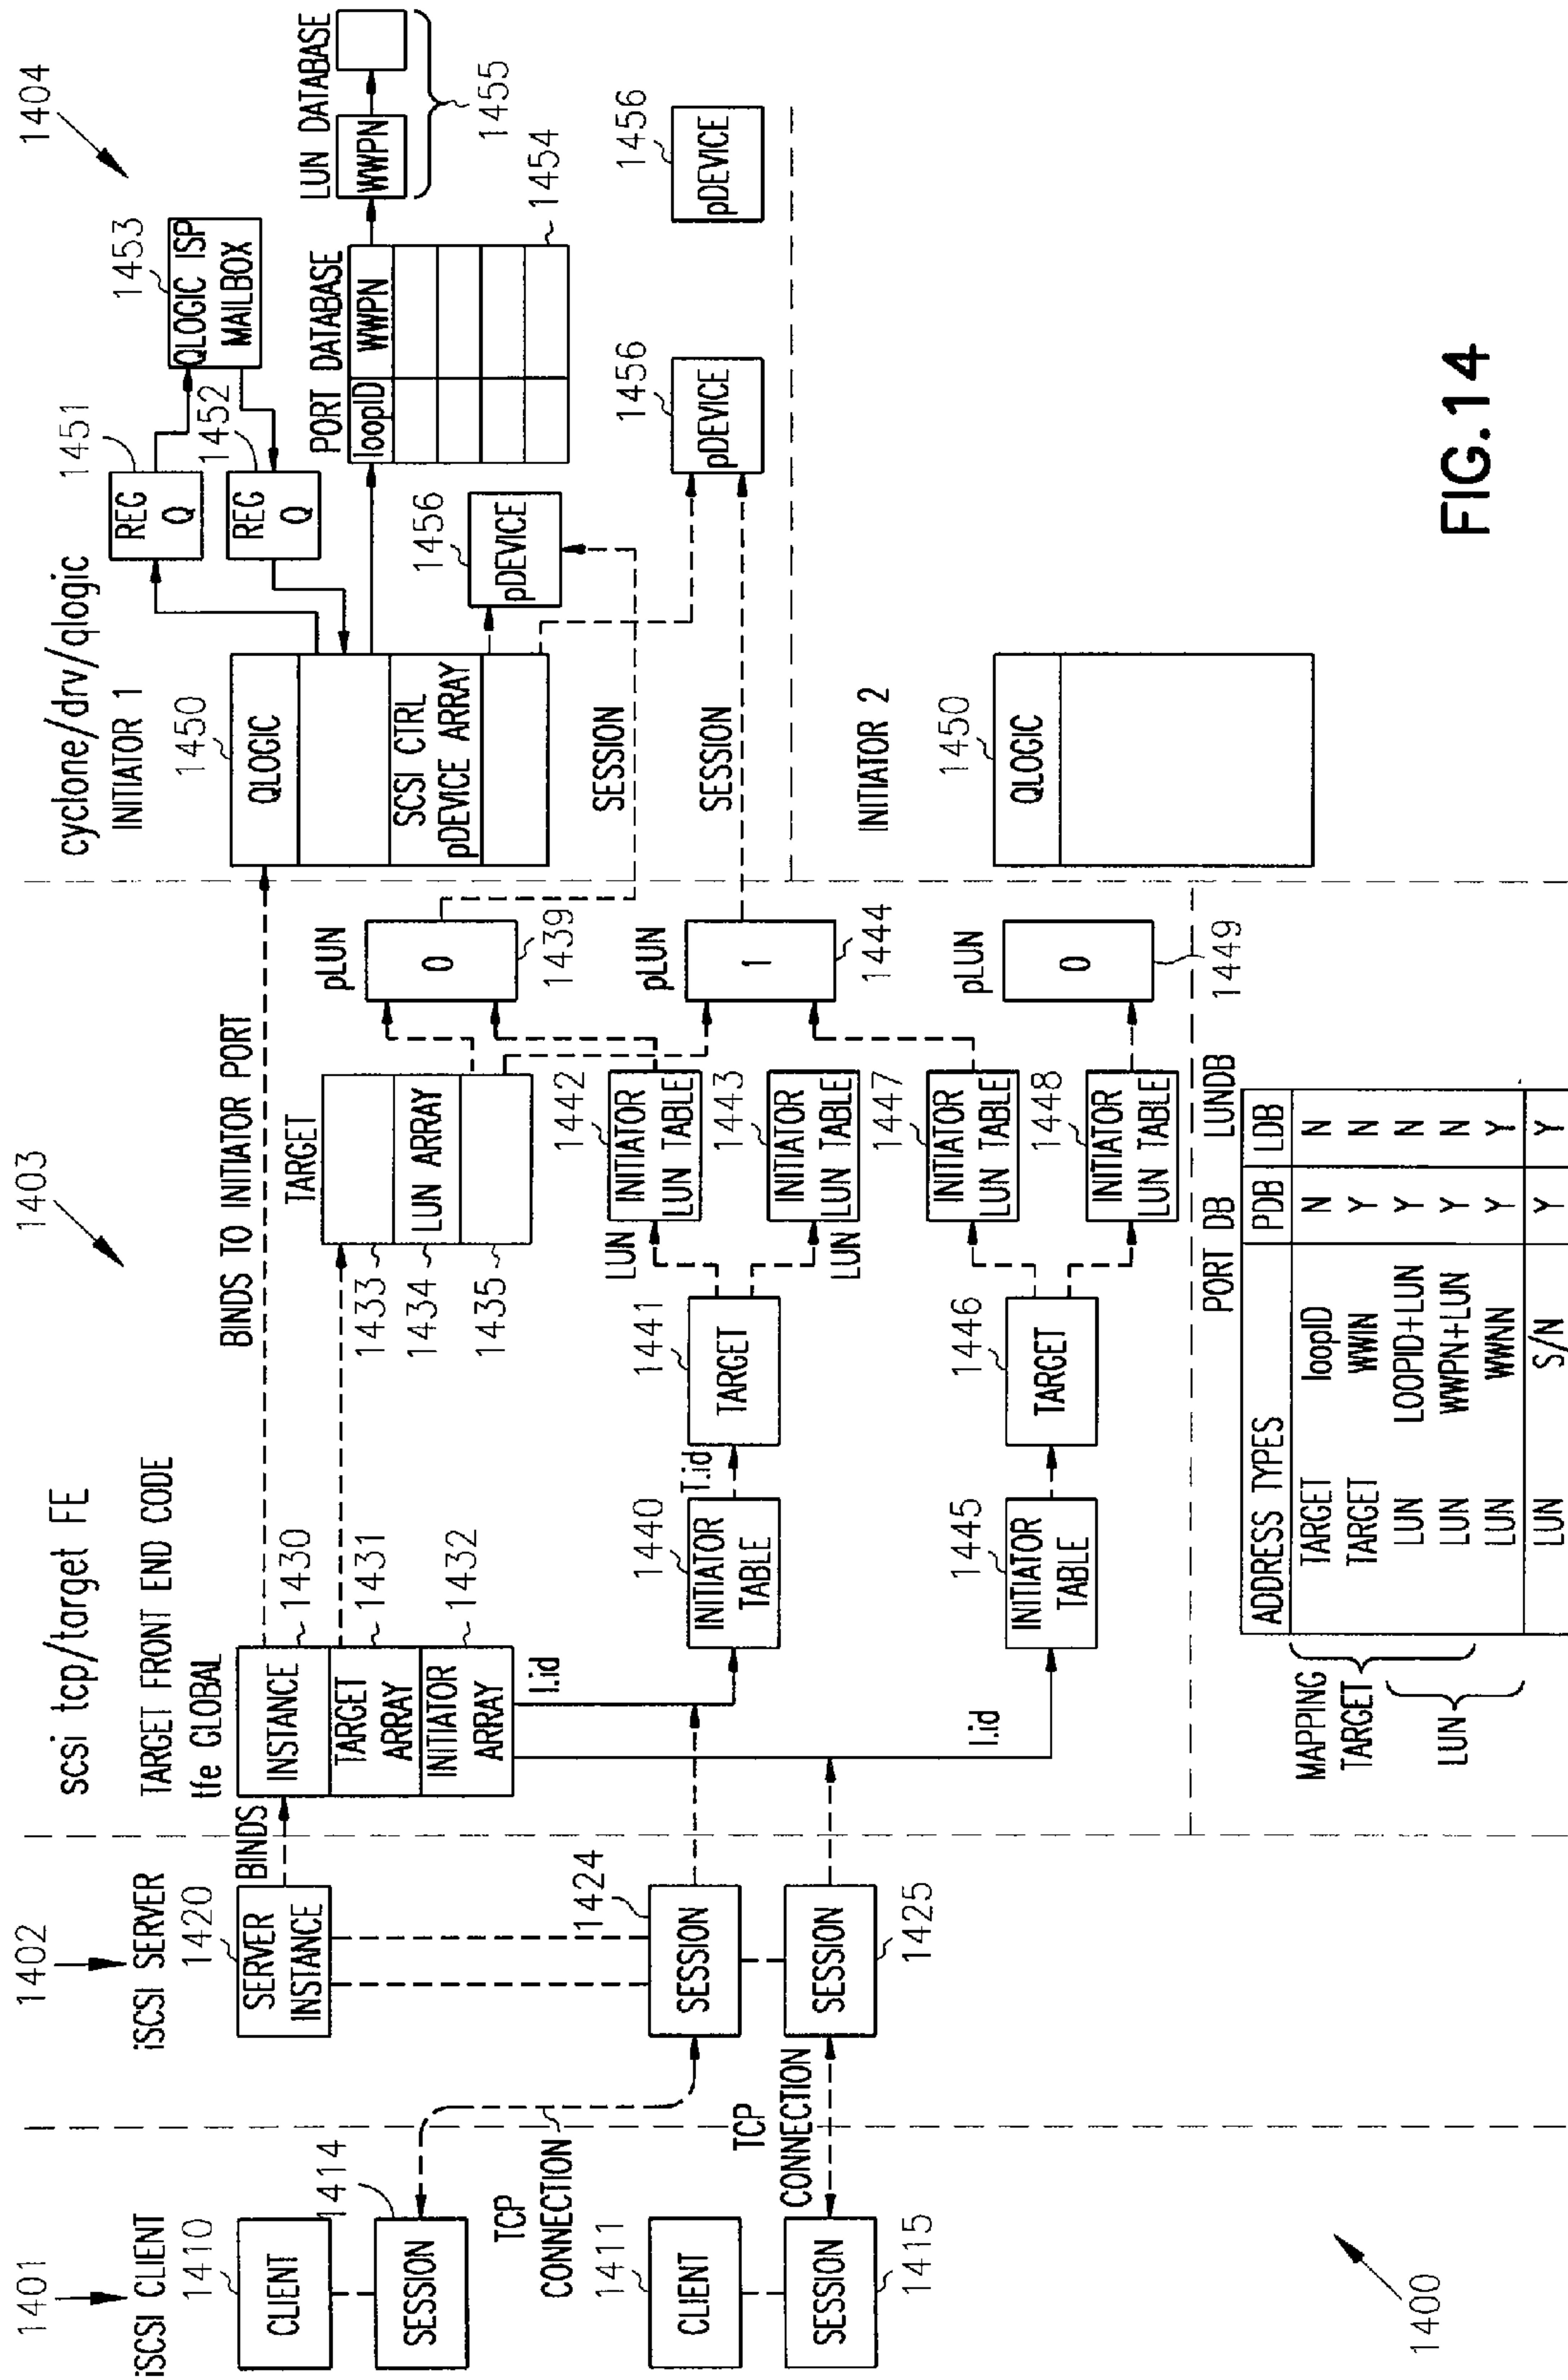 1401
iSCSI CLIENT
1410
CLIENT
1414
SESSION
TCP
CONNECTION
1411
CLIENT
TCP
CONNECTION
SESSION
1415
1400
1402
iSCSI SERVER
1420
SERVER
INSTANCE
BINDS
1424
SESSION
SESSION
1425
1403
scsi tcp/target FE
TARGET FRONT END CODE
tfe GLOBAL
INSTANCE
1430
TARGET
ARRAY
1431
INITIATOR
ARRAY
1432
I.id
I.id
BINDS TO INITIATOR PORT
TARGET
1433
LUN ARRAY
1434
1435
1440
INITIATOR
TABLE
T.id
1441
TARGET
LUN
LUN
1442
INITIATOR
LUN TABLE
1443
INITIATOR
LUN TABLE
1445
INITIATOR
TABLE
1446
TARGET
1447
INITIATOR
LUN TABLE
1448
INITIATOR
LUN TABLE
pLUN
0
1439
pLUN
1
1444
pLUN
0
1449
PORT DB LUNDB
ADDRESS TYPES PDB LDB
TARGET loopID N N
TARGET WWIN Y N
LUN LOOPID+LUN Y N
LUN WWPN+LUN Y N
LUN WWNN Y Y
LUN S/N Y Y
MAPPING
TARGET
LUN
1404
cyclone/drv/qlogic
INITIATOR 1
1450
QLOGIC
SCSI CTRL
pDEVICE ARRAY
1451
REG
Q
1452
REG
Q
1453
QLOGIC ISP
MAILBOX
PORT DATABASE
loopID WWPN
1454
LUN DATABASE
WWPN
1455
1456
pDEVICE
1456
pDEVICE
1456
pDEVICE
SESSION
SESSION
INITIATOR 2
1450
QLOGIC
FIG.14